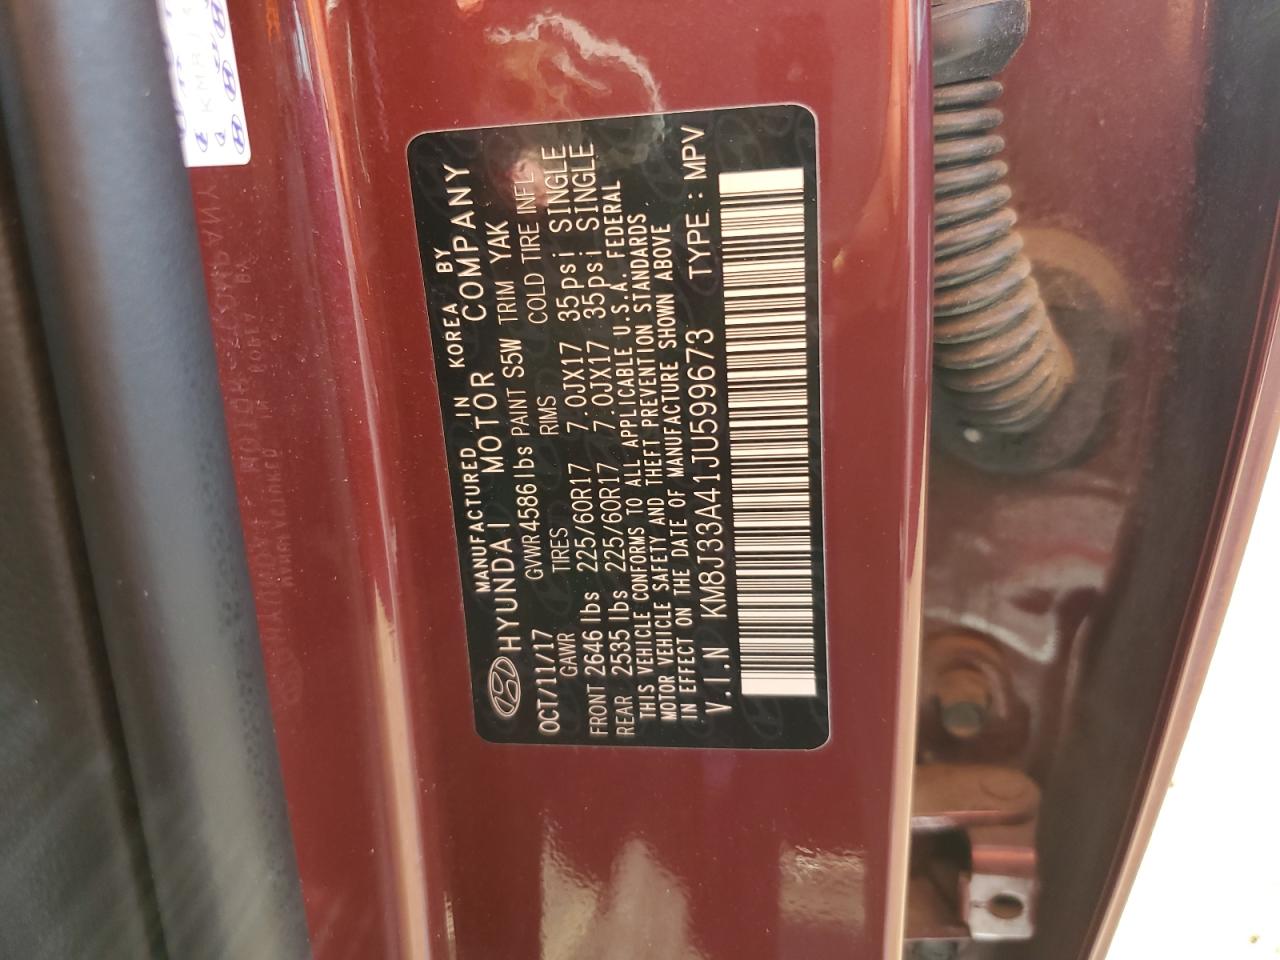 MANUFACTURED IN KOREA BY
HYUNDAI MOTOR COMPANY
OCT/11/17 GVWR 4586 lbs PAINT S5W TRIM YAK
GAWR TIRES RIMS COLD TIRE INFL
FRONT 2646 lbs 225/60R17 7.0JX17 35psi SINGLE
REAR 2535 lbs 225/60R17 7.0JX17 35psi SINGLE
THIS VEHICLE CONFORMS TO ALL APPLICABLE U.S.A. FEDERAL
MOTOR VEHICLE SAFETY AND THEFT PREVENTION STANDARDS
IN EFFECT ON THE DATE OF MANUFACTURE SHOWN ABOVE
V.I.N KM8J33A41JU599673 TYPE : MPV